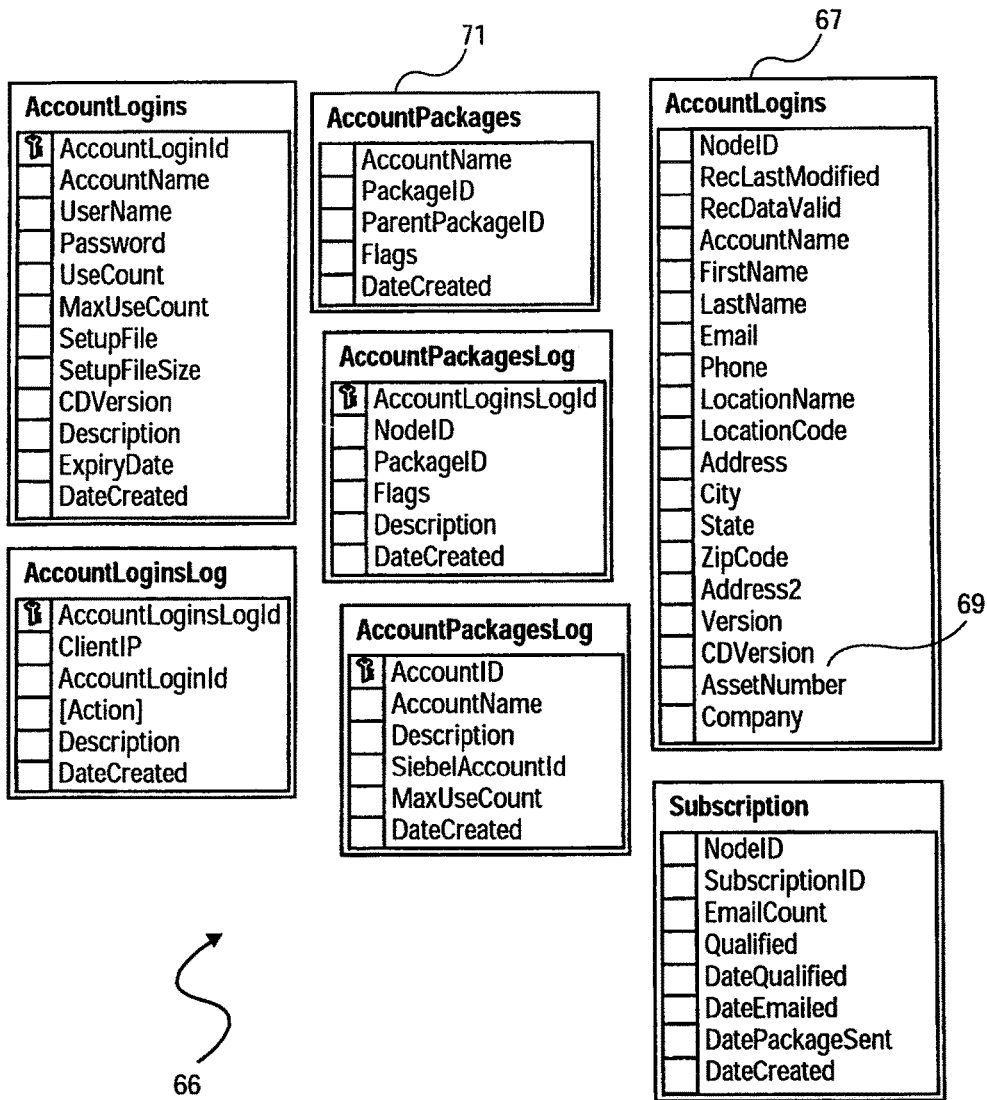 71
67
AccountLogins
AccountLoginId
AccountName
UserName
Password
UseCount
MaxUseCount
SetupFile
SetupFileSize
CDVersion
Description
ExpiryDate
DateCreated
AccountLoginsLog
AccountLoginsLogId
ClientIP
AccountLoginId
[Action]
Description
DateCreated
AccountPackages
AccountName
PackageID
ParentPackageID
Flags
DateCreated
AccountPackagesLog
AccountLoginsLogId
NodeID
PackageID
Flags
Description
DateCreated
AccountPackagesLog
AccountID
AccountName
Description
SiebelAccountId
MaxUseCount
DateCreated
AccountLogins
NodeID
RecLastModified
RecDataValid
AccountName
FirstName
LastName
Email
Phone
LocationName
LocationCode
Address
City
State
ZipCode
Address2
Version
CDVersion
AssetNumber
Company
69
Subscription
NodeID
SubscriptionID
EmailCount
Qualified
DateQualified
DateEmailed
DatePackageSent
DateCreated
66